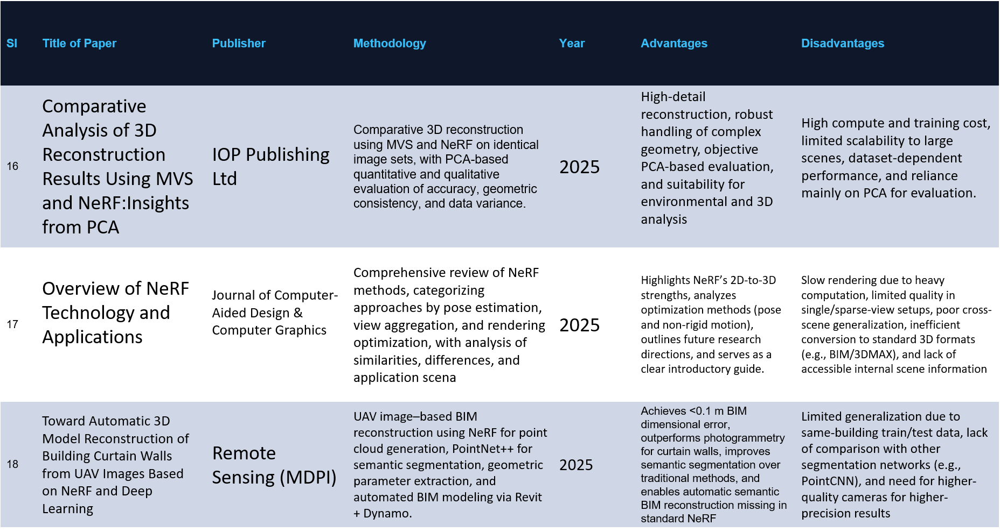 Sl
Title of Paper
Publisher
Methodology
Year
Advantages
Disadvantages
16
Comparative
Analysis of 3D
Reconstruction
Results Using MVS
and NeRF:Insights
from PCA
IOP Publishing
Ltd
Comparative 3D reconstruction
using MVS and NeRF on identical
image sets, with PCA-based
quantitative and qualitative
evaluation of accuracy, geometric
consistency, and data variance.
2025
High-detail
reconstruction, robust
handling of complex
geometry, objective
PCA-based evaluation,
and suitability for
environmental and 3D
analysis
High compute and training cost,
limited scalability to large
scenes, dataset-dependent
performance, and reliance
mainly on PCA for evaluation.
17
Overview of NeRF
Technology and
Applications
Journal of Computer-
Aided Design &
Computer Graphics
Comprehensive review of NeRF
methods, categorizing
approaches by pose estimation,
view aggregation, and rendering
optimization, with analysis of
similarities, differences, and
application scena
2025
Highlights NeRF’s 2D-to-3D
strengths, analyzes
optimization methods (pose
and non-rigid motion),
outlines future research
directions, and serves as a
clear introductory guide.
Slow rendering due to heavy
computation, limited quality in
single/sparse-view setups, poor cross-
scene generalization, inefficient
conversion to standard 3D formats
(e.g., BIM/3DMAX), and lack of
accessible internal scene information
18
Toward Automatic 3D
Model Reconstruction of
Building Curtain Walls
from UAV Images Based
on NeRF and Deep
Learning
Remote
Sensing (MDPI)
UAV image–based BIM
reconstruction using NeRF for point
cloud generation, PointNet++ for
semantic segmentation, geometric
parameter extraction, and
automated BIM modeling via Revit
+ Dynamo.
2025
Achieves <0.1 m BIM
dimensional error,
outperforms photogrammetry
for curtain walls, improves
semantic segmentation over
traditional methods, and
enables automatic semantic
BIM reconstruction missing in
standard NeRF
Limited generalization due to
same-building train/test data, lack
of comparison with other
segmentation networks (e.g.,
PointCNN), and need for higher-
quality cameras for higher-
precision results